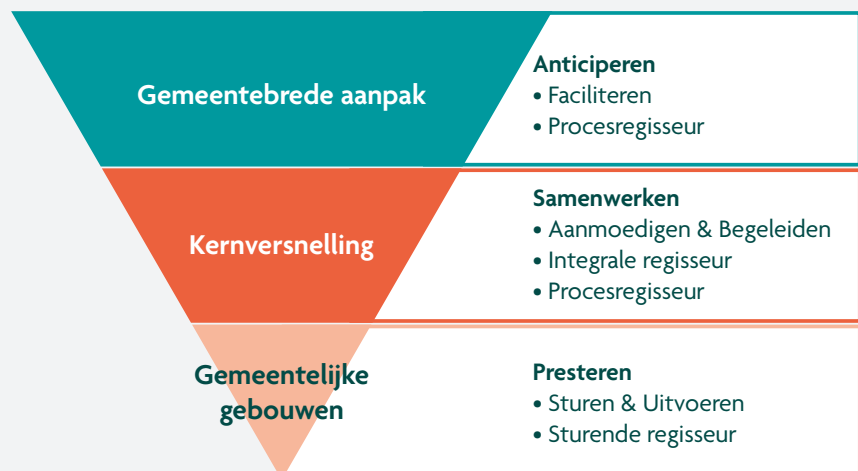 Gemeentebrede aanpak
Anticiperen
• Faciliteren
• Procesregisseur
Kernversnelling
Samenwerken
• Aanmoedigen & Begeleiden
• Integrale regisseur
• Procesregisseur
Gemeentelijke
gebouwen
Presteren
• Sturen & Uitvoeren
• Sturende regisseur